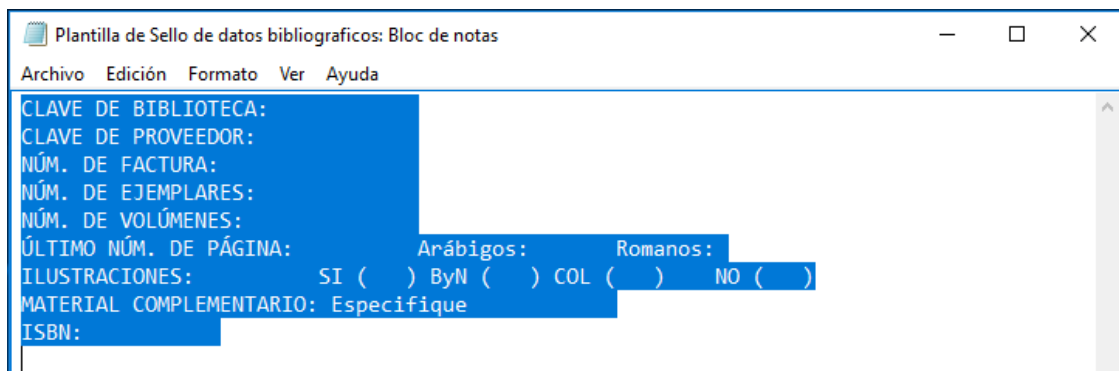 Plantilla de Sello de datos bibliograficos: Bloc de notas
Archivo Edición Formato Ver Ayuda
CLAVE DE BIBLIOTECA:
CLAVE DE PROVEEDOR:
NÚM. DE FACTURA:
NÚM. DE EJEMPLARES:
NÚM. DE VOLÚMENES:
ÚLTIMO NÚM. DE PÁGINA: Arábigos: Romanos:
ILUSTRACIONES: SI ( ) ByN ( ) COL ( ) NO ( )
MATERIAL COMPLEMENTARIO: Especifique
ISBN: